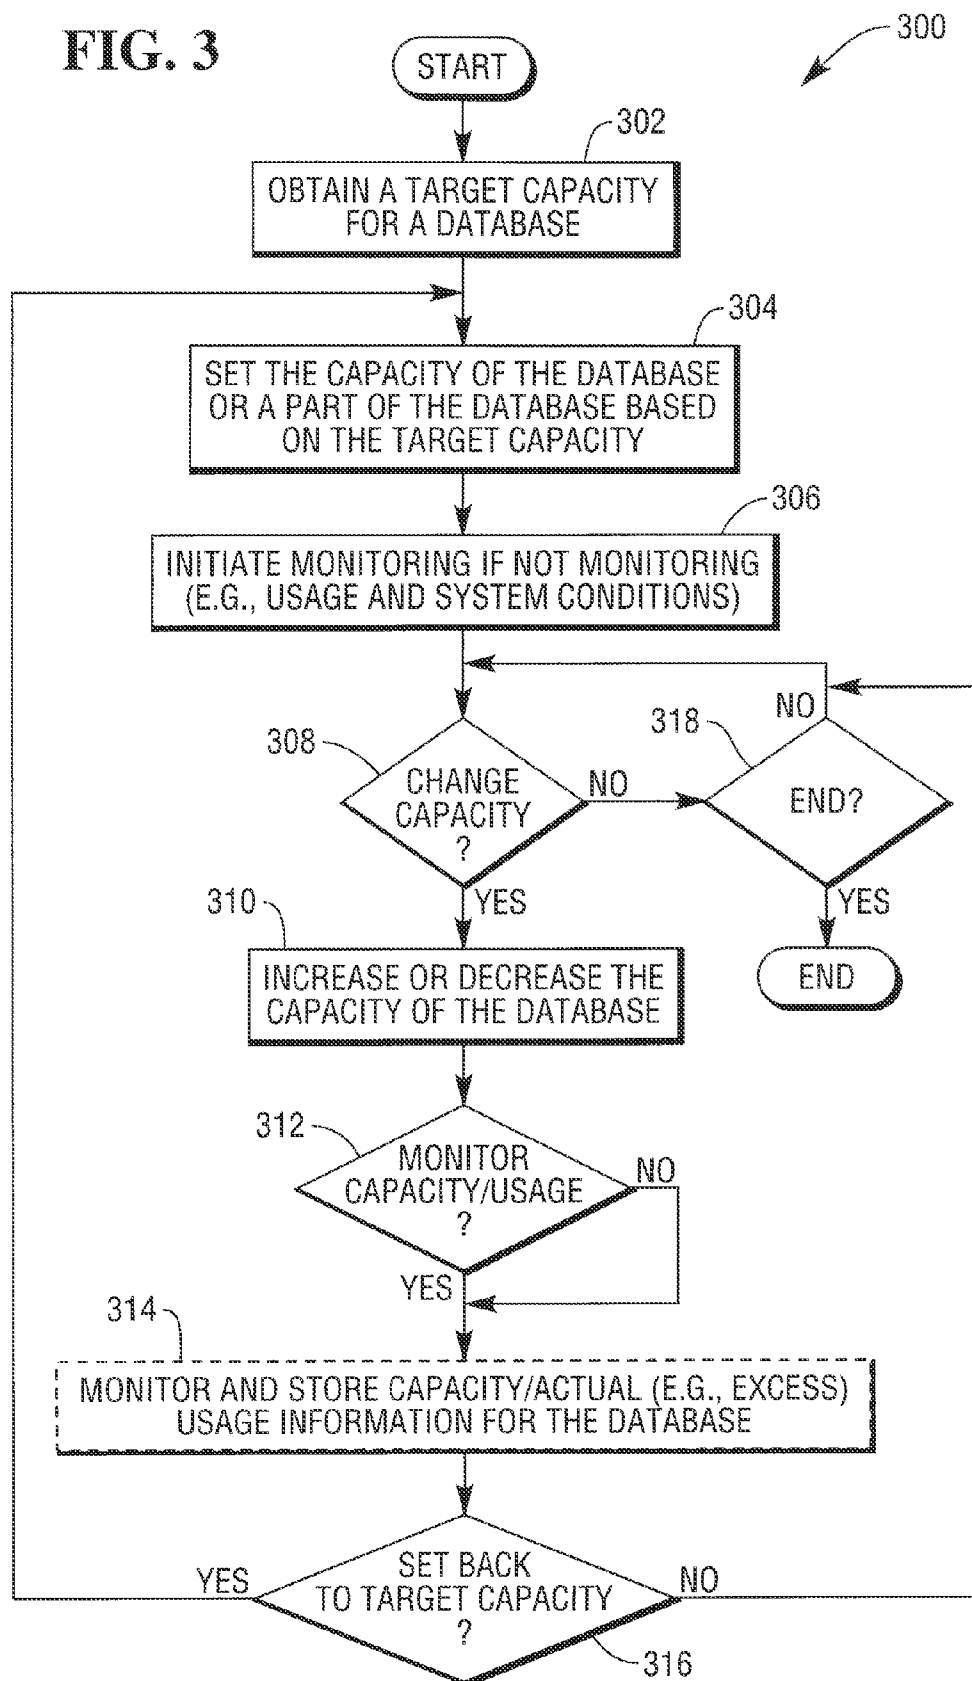 FIG. 3
300
START
302
OBTAIN A TARGET CAPACITY
FOR A DATABASE
304
SET THE CAPACITY OF THE DATABASE
OR A PART OF THE DATABASE BASED
ON THE TARGET CAPACITY
306
INITIATE MONITORING IF NOT MONITORING
(E.G., USAGE AND SYSTEM CONDITIONS)
308
CHANGE
CAPACITY
?
NO
318
NO
END?
YES
YES
END
310
INCREASE OR DECREASE THE
CAPACITY OF THE DATABASE
312
MONITOR
CAPACITY/USAGE
?
NO
YES
314
MONITOR AND STORE CAPACITY/ACTUAL (E.G., EXCESS)
USAGE INFORMATION FOR THE DATABASE
YES
SET BACK
TO TARGET CAPACITY
?
NO
316